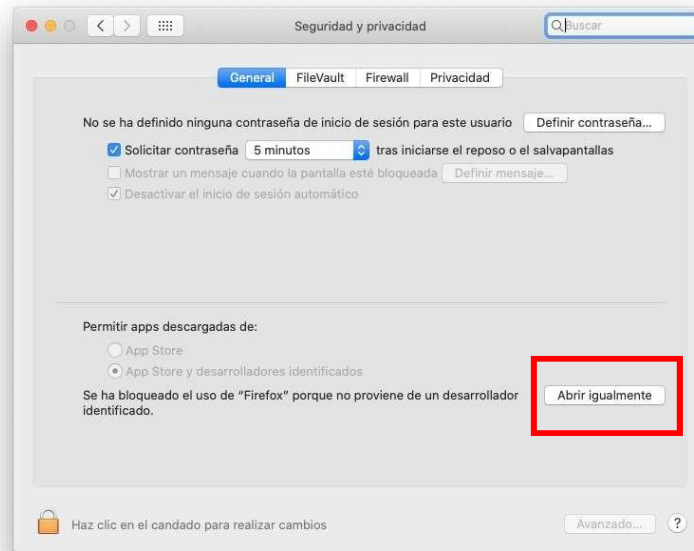 Seguridad y privacidad
Buscar
General FileVault Firewall Privacidad
No se ha definido ninguna contraseña de inicio de sesión para este usuario Definir contraseña...
Solicitar contraseña 5 minutos tras iniciarse el reposo o el salvapantallas
Mostrar un mensaje cuando la pantalla esté bloqueada Definir mensaje...
Desactivar el inicio de sesión automático
Permitir apps descargadas de:
App Store
App Store y desarrolladores identificados
Se ha bloqueado el uso de “Firefox” porque no proviene de un desarrollador
identificado.
Abrir igualmente
Haz clic en el candado para realizar cambios
Avanzado... ?